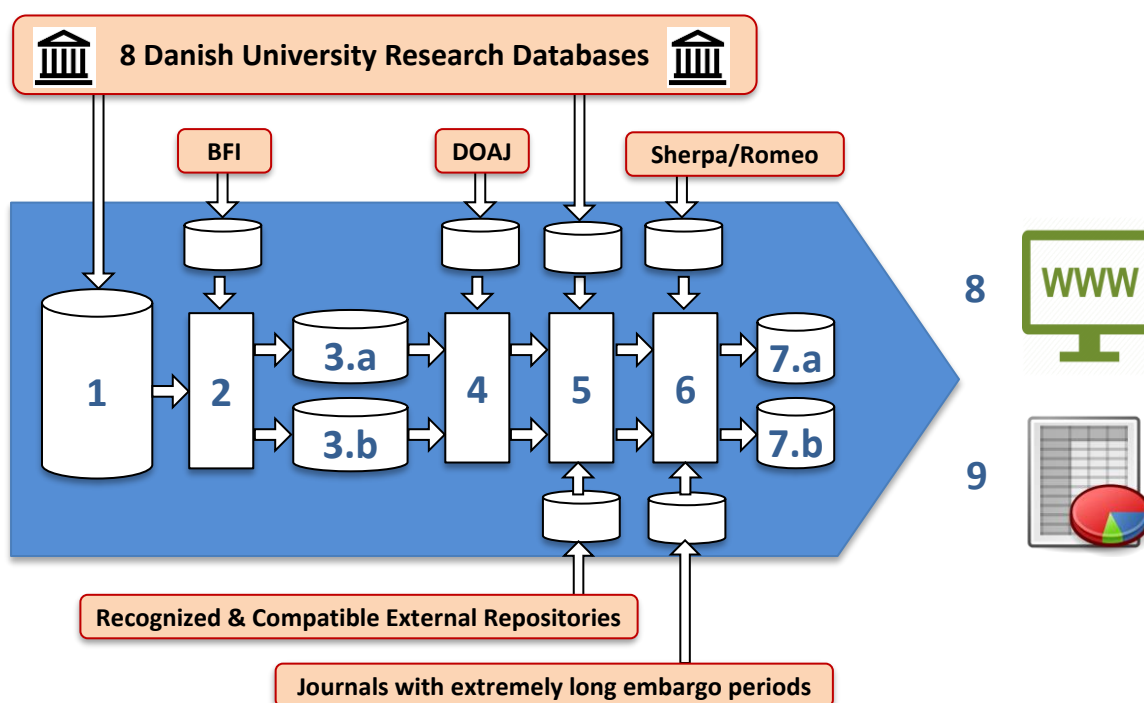 8 Danish University Research Databases
BFI
DOAJ
Sherpa/Romeo
8
WWW
1
2
3.a
3.b
4
5
6
7.a
7.b
9
Recognized & Compatible External Repositories
Journals with extremely long embargo periods